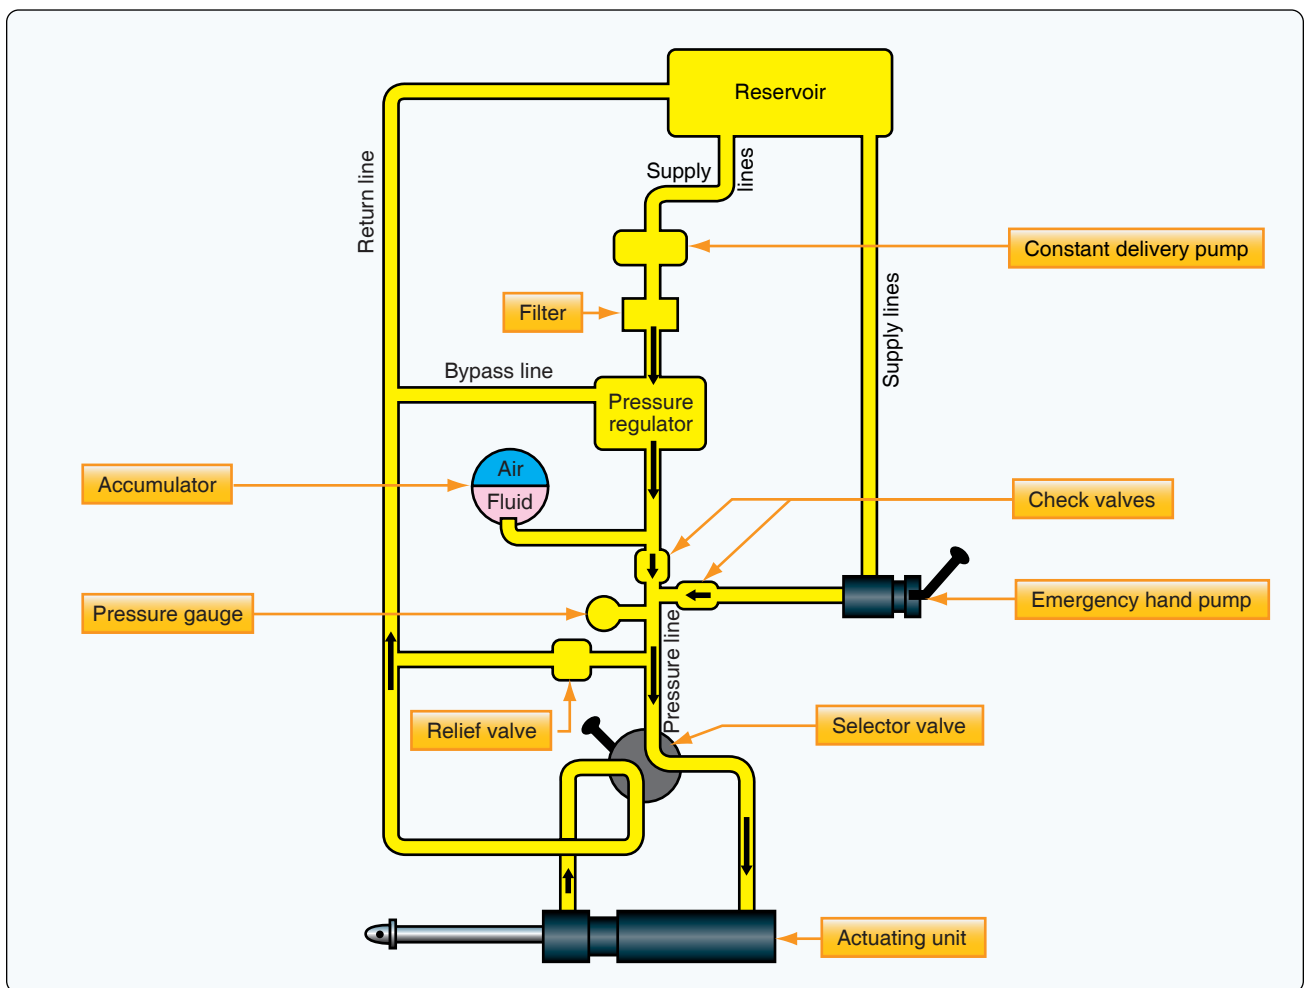 Reservoir
Supply
lines
Return line
Constant delivery pump
Supply lines
Filter
Bypass line
Pressure
regulator
Air
Fluid
Accumulator
Check valves
Pressure gauge
Emergency hand pump
Pressure line
Relief valve
Selector valve
Actuating unit